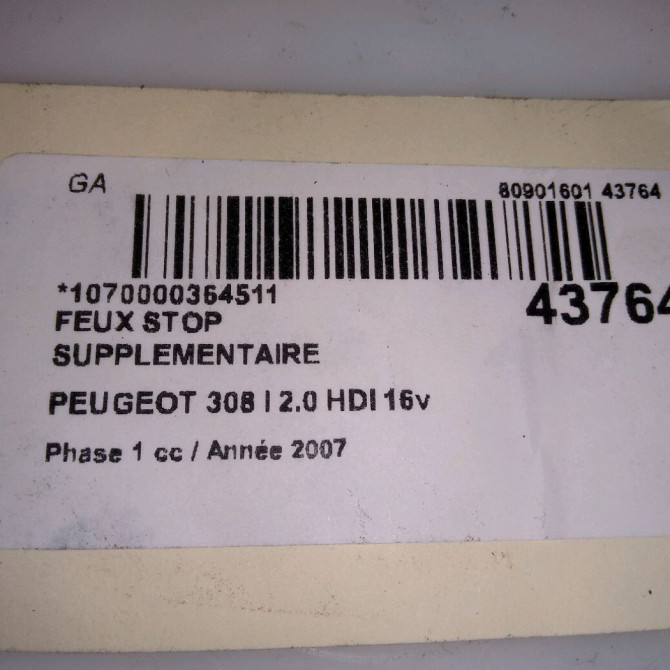 GA
80901601 43764
*1070000364511
43764
FEUX STOP
SUPPLEMENTAIRE
PEUGEOT 308 I 2.0 HDI 16v
Phase 1 cc / Année 2007